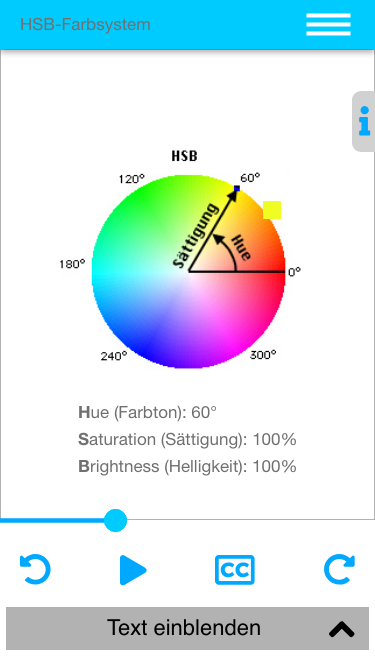 HSB-Farbsystem
HSB
120°
60°
Sättigung
Hue
180°
0°
240°
300°
Hue (Farbton): 60°
Saturation (Sättigung): 100%
Brightness (Helligkeit): 100%
CC
Text einblenden